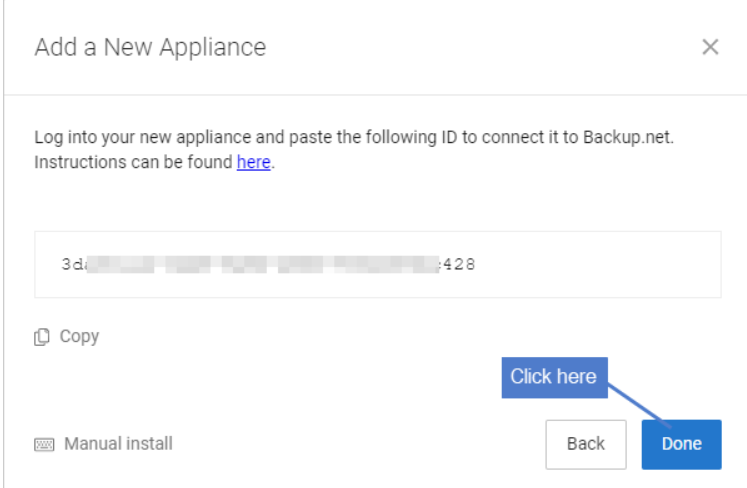 Add a New Appliance
Log into your new appliance and paste the following ID to connect it to Backup.net.
Instructions can be found here.
3d 428
Copy
Click here
Manual install
Back
Done